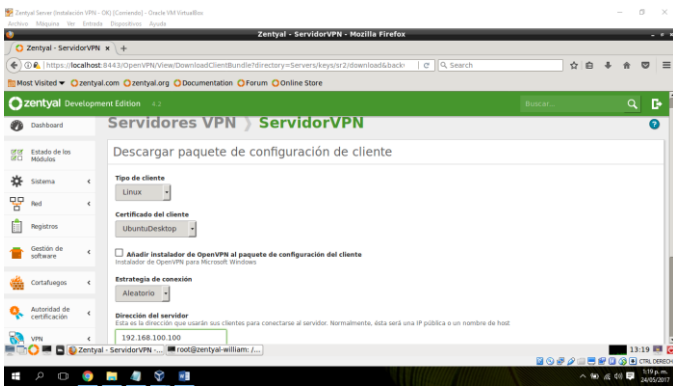 Zentyal Server (Instalación VPN - OK) [Corriendo] - Oracle VM VirtualBox
Archivo Máquina Ver Entrada Dispositivos Ayuda
Zentyal - ServidorVPN - Mozilla Firefox
Zentyal - ServidorVPN
https://localhost:8443/OpenVPN/View/DownloadClientBundle?directory=Servers/keys/sr2/download&back
Search
Most Visited zentyal.com zentyal.org Documentation Forum Online Store
zentyal Development Edition 4.2
Buscar...
Servidores VPN ServidorVPN
Dashboard
Estado de los Módulos
Sistema
Red
Registros
Gestión de software
Cortafuegos
Autoridad de certificación
VPN
Descargar paquete de configuración de cliente
Tipo de cliente
Linux
Certificado del cliente
UbuntuDesktop
Añadir instalador de OpenVPN al paquete de configuración del cliente
Instalador de OpenVPN para Microsoft Windows
Estrategia de conexión
Aleatorio
Dirección del servidor
Esta es la dirección que usarán sus clientes para conectarse al servidor. Normalmente, ésta será una IP pública o un nombre de host
192.168.100.100
Zentyal - ServidorVPN -... root@zentyal-william: /...
13:19
CTRL DERECHO
1:19 p. m.
24/05/2017